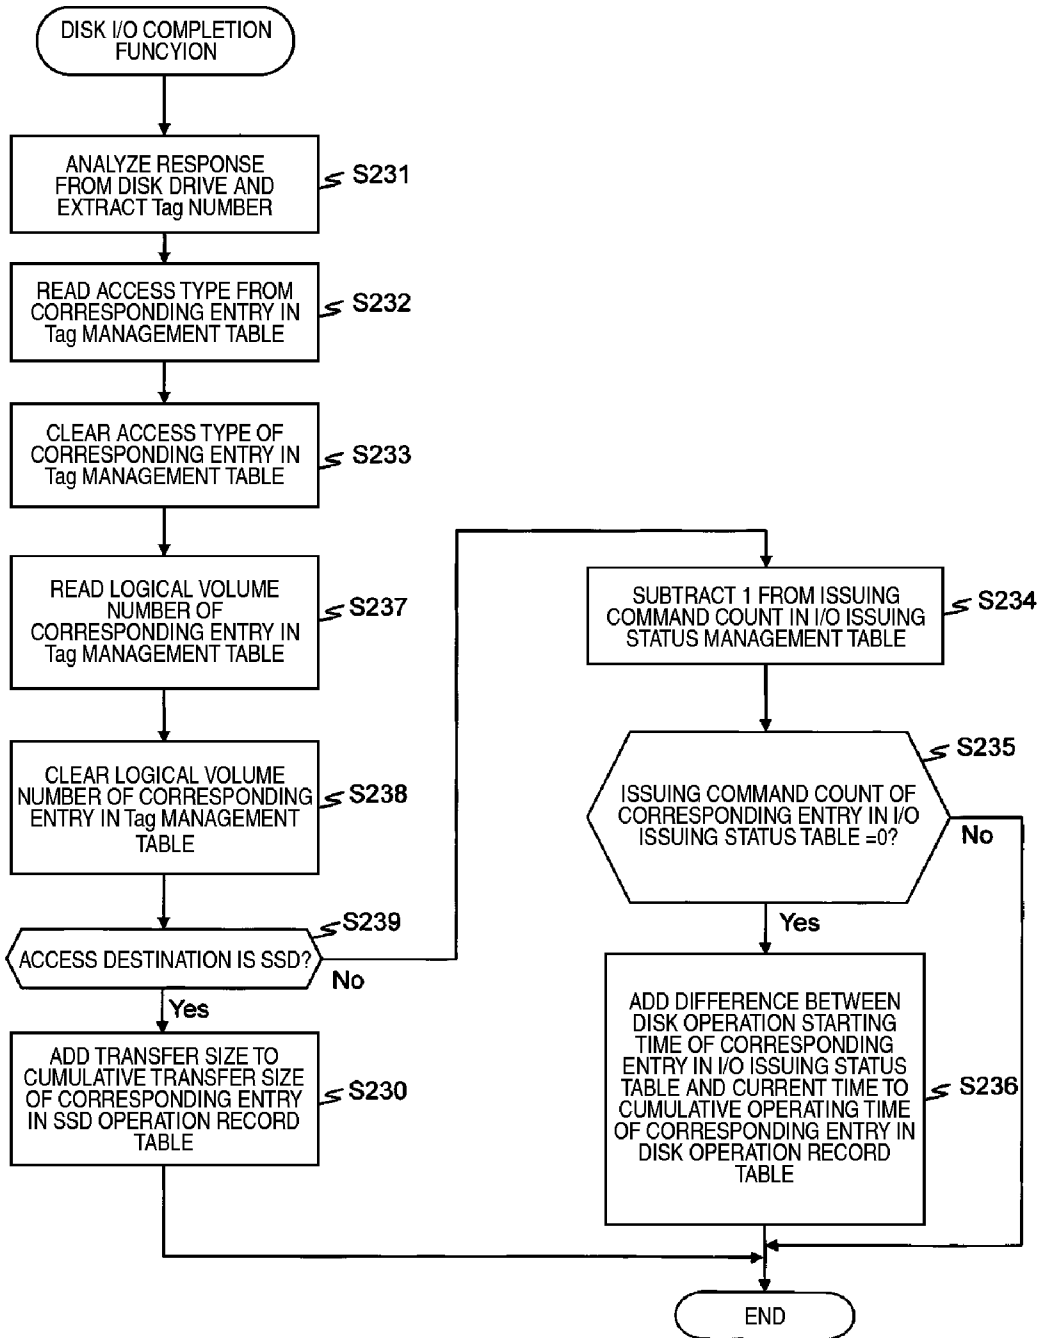 DISK I/O COMPLETION
FUNCYION
ANALYZE RESPONSE
FROM DISK DRIVE AND
EXTRACT Tag NUMBER
S231
READ ACCESS TYPE FROM
CORRESPONDING ENTRY IN
Tag MANAGEMENT TABLE
S232
CLEAR ACCESS TYPE OF
CORRESPONDING ENTRY IN
Tag MANAGEMENT TABLE
S233
READ LOGICAL VOLUME
NUMBER OF
CORRESPONDING ENTRY IN
Tag MANAGEMENT TABLE
S237
CLEAR LOGICAL VOLUME
NUMBER OF CORRESPONDING
ENTRY IN Tag MANAGEMENT
TABLE
S238
S239
ACCESS DESTINATION IS SSD?
No
Yes
ADD TRANSFER SIZE TO
CUMULATIVE TRANSFER SIZE
OF CORRESPONDING ENTRY
IN SSD OPERATION RECORD
TABLE
S230
SUBTRACT 1 FROM ISSUING
COMMAND COUNT IN I/O ISSUING
STATUS MANAGEMENT TABLE
S234
S235
ISSUING COMMAND COUNT OF
CORRESPONDING ENTRY IN I/O
ISSUING STATUS TABLE =0?
No
Yes
ADD DIFFERENCE BETWEEN
DISK OPERATION STARTING
TIME OF CORRESPONDING
ENTRY IN I/O ISSUING STATUS
TABLE AND CURRENT TIME TO
CUMULATIVE OPERATING TIME
OF CORRESPONDING ENTRY IN
DISK OPERATION RECORD
TABLE
S236
END